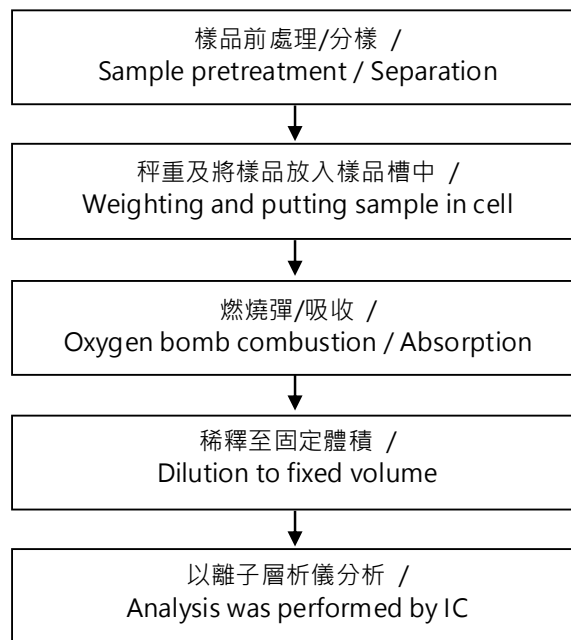 樣品前處理/分樣 /
Sample pretreatment / Separation
秤重及將樣品放入樣品槽中 /
Weighting and putting sample in cell
燃燒彈/吸收 /
Oxygen bomb combustion / Absorption
稀釋至固定體積 /
Dilution to fixed volume
以離子層析儀分析 /
Analysis was performed by IC